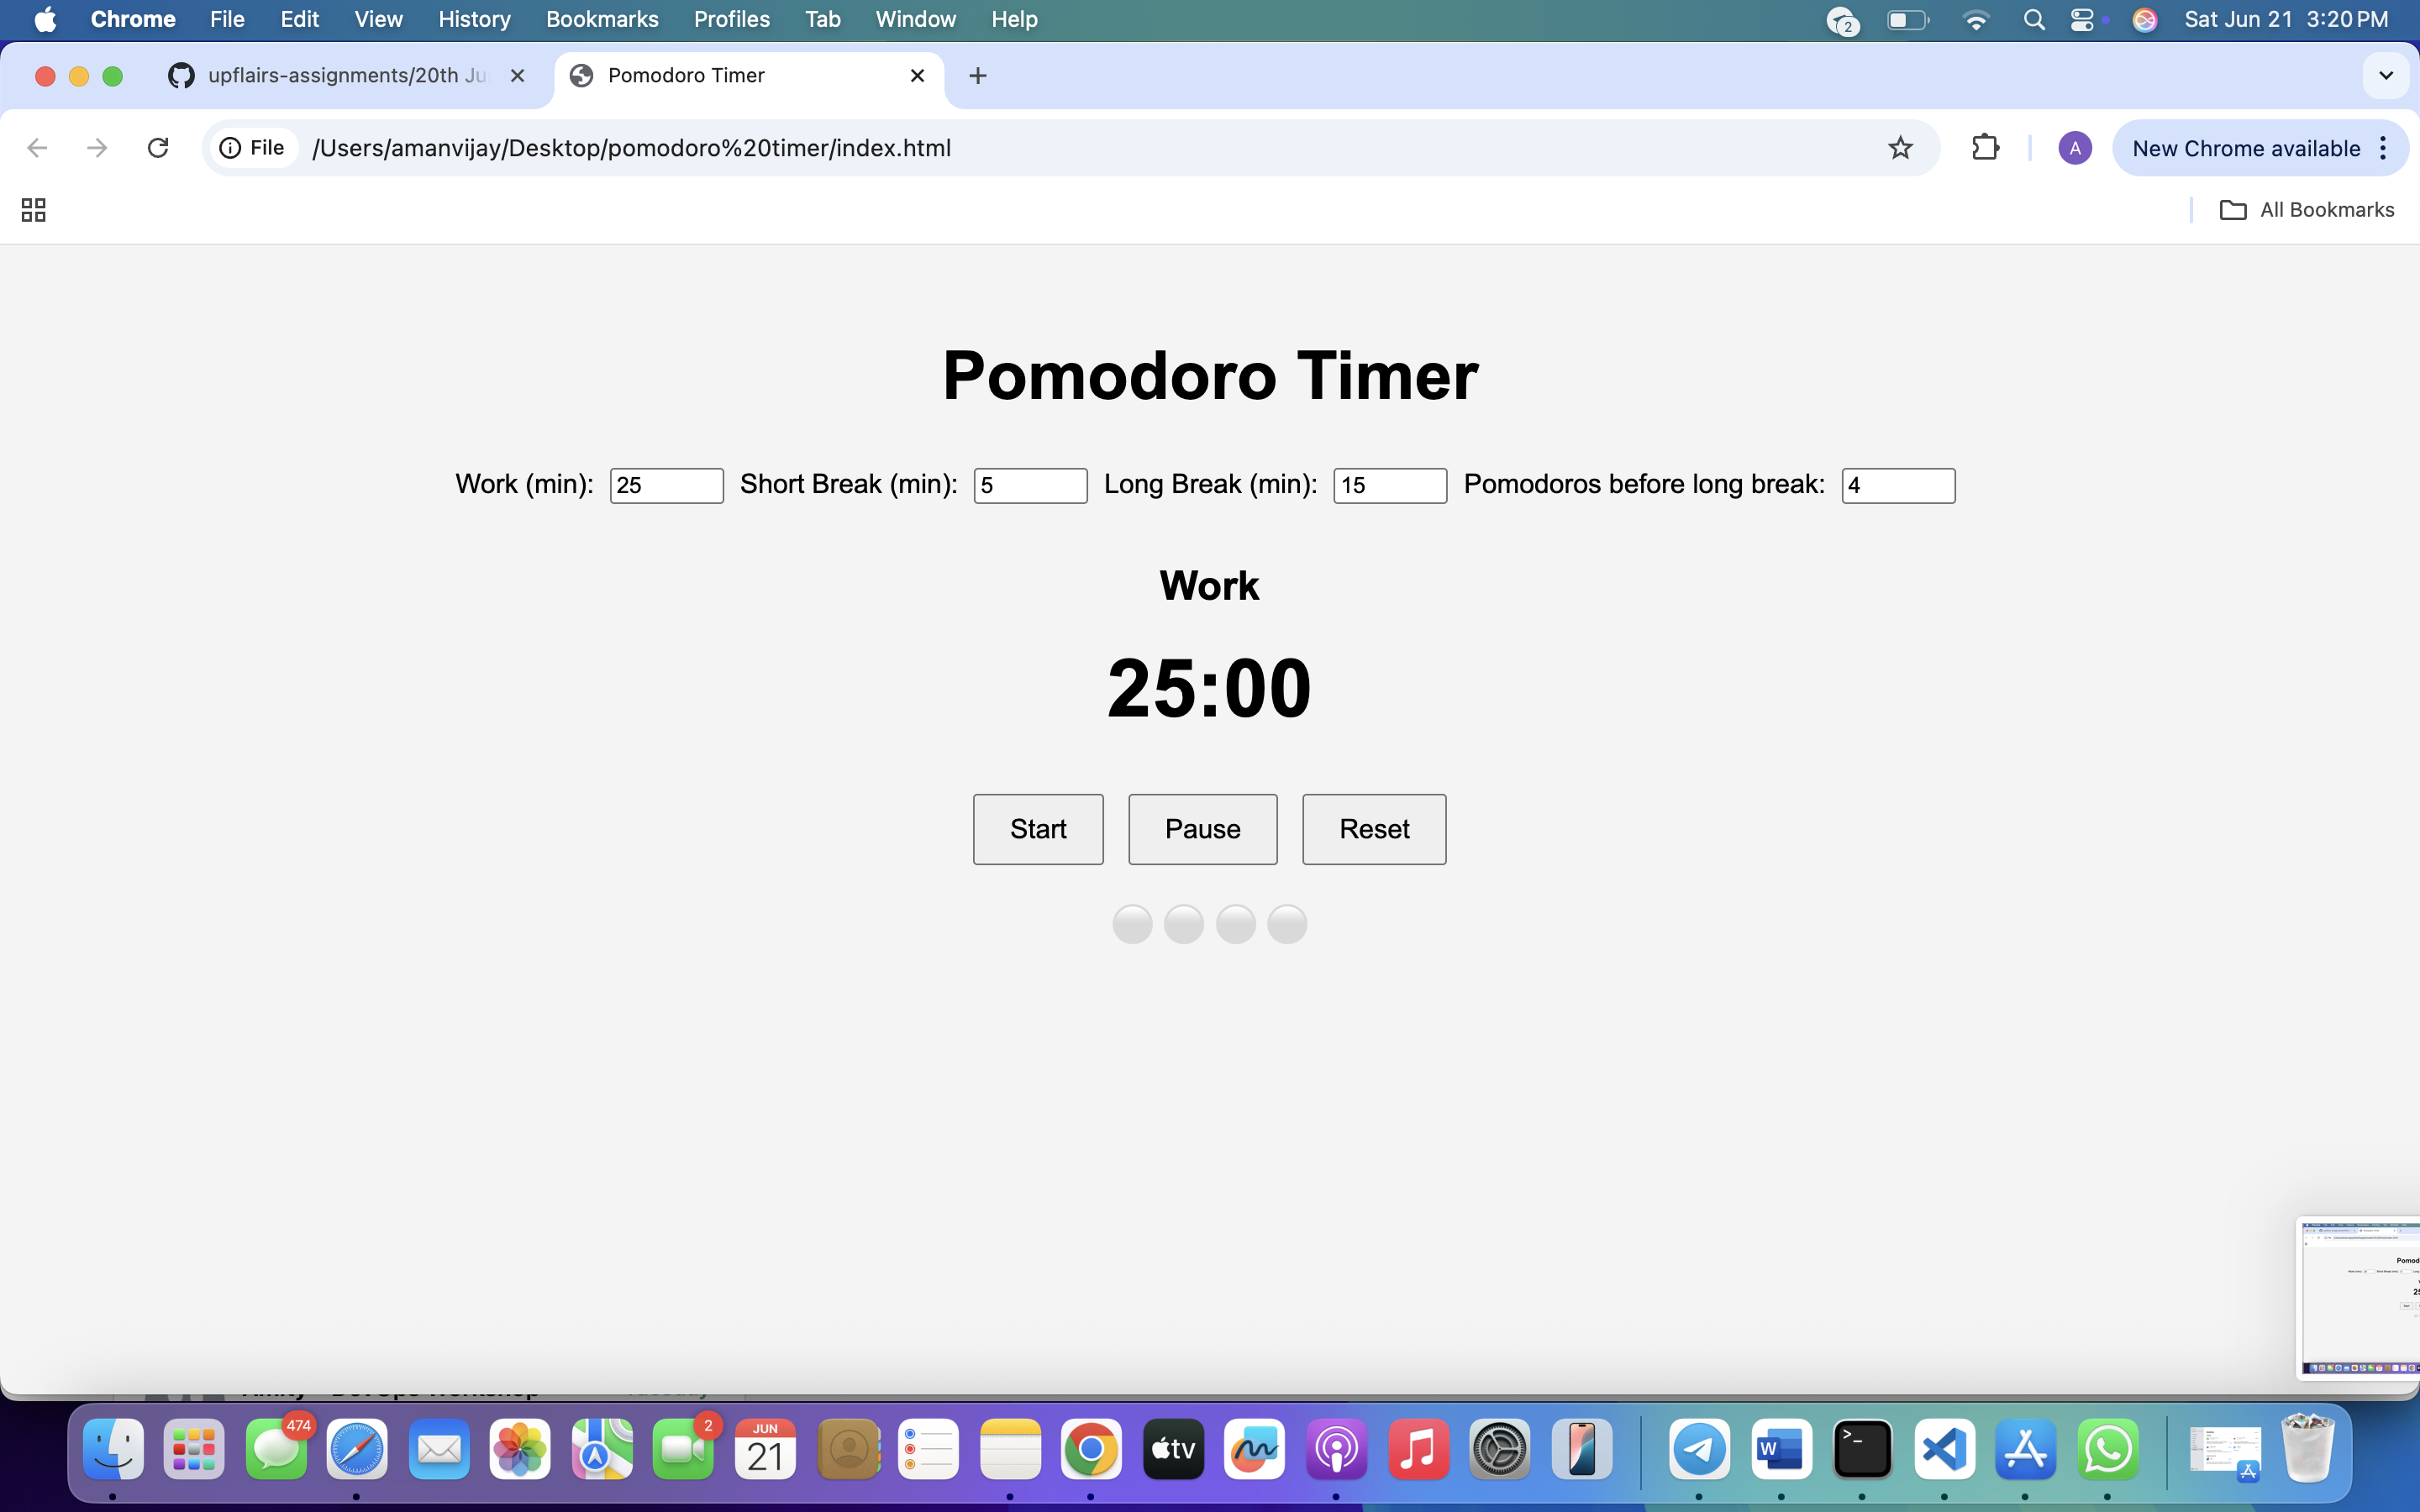 Chrome File Edit View History Bookmarks Profiles Tab Window Help 2 Sat Jun 21 3:20 PM
upflairs-assignments/20th Ju Pomodoro Timer
File /Users/amanvijay/Desktop/pomodoro%20timer/index.html A New Chrome available
All Bookmarks
Pomodoro Timer
Work (min): 25 Short Break (min): 5 Long Break (min): 15 Pomodoros before long break: 4
Work
25:00
Start Pause Reset
474 2 JUN 21 tv W >_